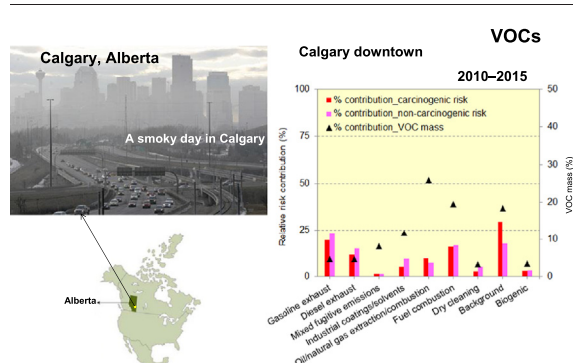 VOCs
Calgary, Alberta
A smoky day in Calgary
Alberta
Calgary downtown
2010–2015
% contribution_carcinogenic risk
% contribution_non-carcinogenic risk
% contribution_VOC mass
Relative risk contribution (%)
100
75
50
25
0
VOC mass (%)
50
40
30
20
10
0
Gasoline exhaust
Diesel exhaust
Mixed fugitive emissions
Industrial coatings/solvents
Oil/natural gas extraction/combustion
Fuel combustion
Dry cleaning
Background
Biogenic